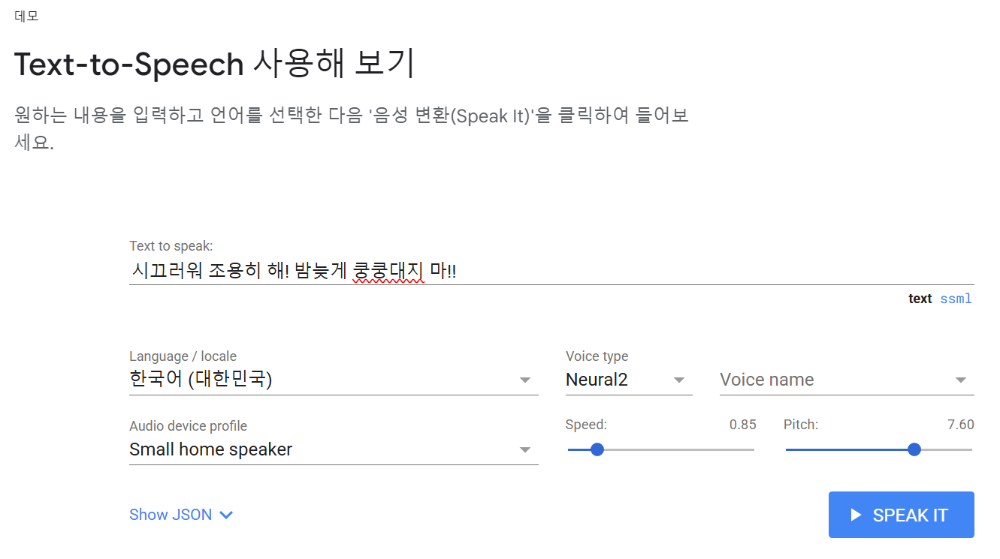 데모
Text-to-Speech 사용해 보기
원하는 내용을 입력하고 언어를 선택한 다음 '음성 변환(Speak It)'을 클릭하여 들어보
세요.
Text to speak:
시끄러워 조용히 해! 밤늦게 쿵쿵대지 마!!
text ssml
Language / locale
한국어 (대한민국)
Voice type
Neural2
Voice name
Audio device profile
Small home speaker
Speed: 0.85
Pitch: 7.60
Show JSON
SPEAK IT